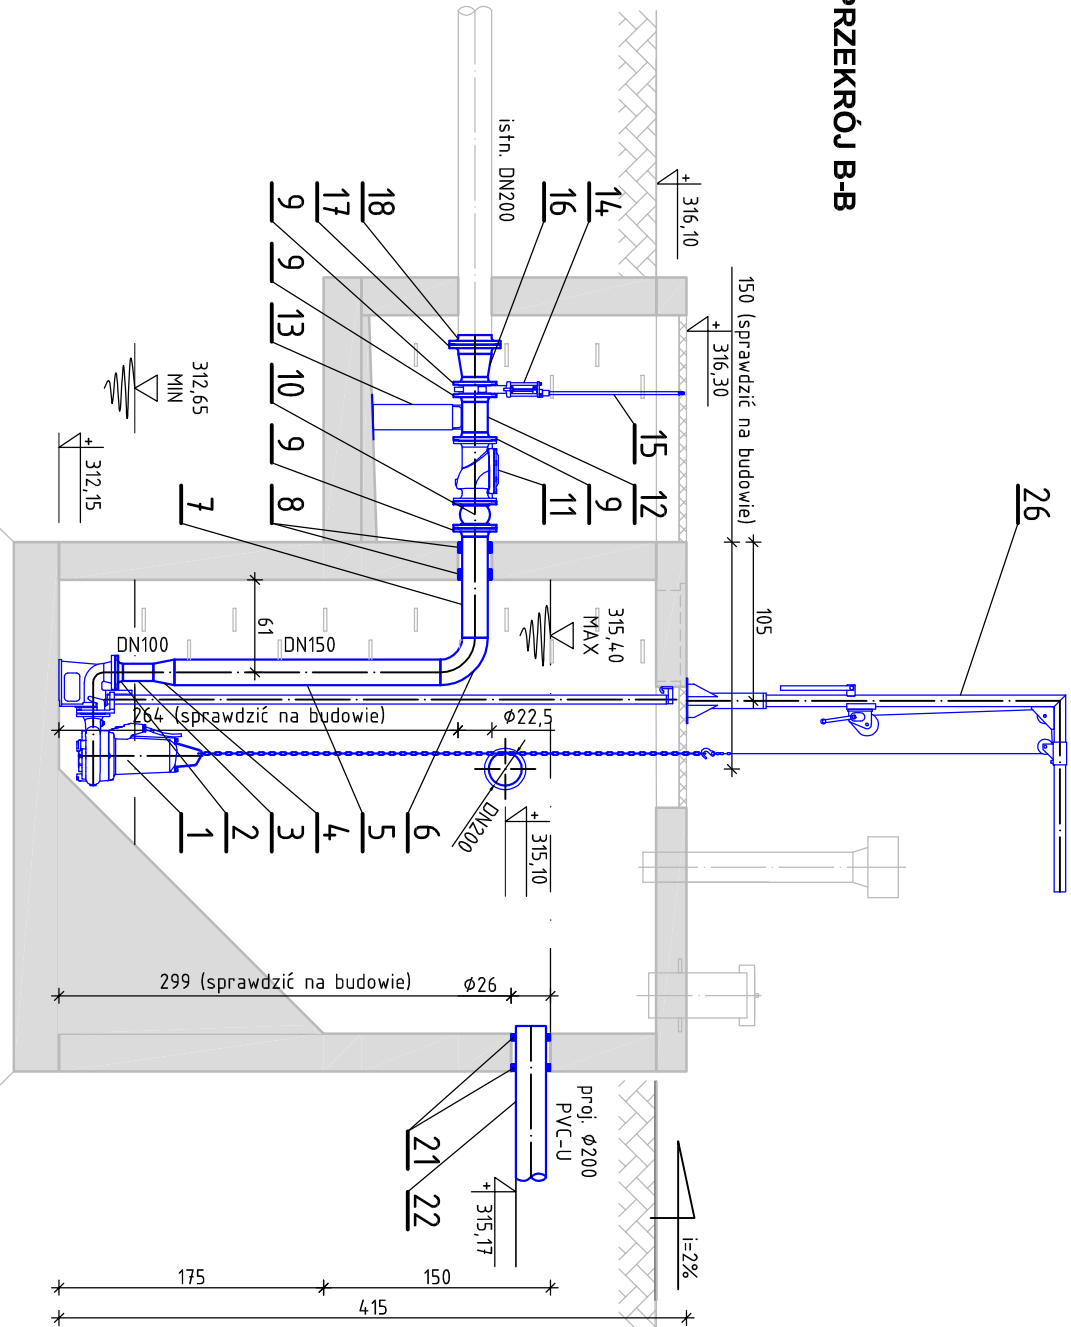 PRZEKRÓJ B-B
26
316,10
+
316,30
+
150 (sprawdzić na budowie)
105
istn. DN200
18
17
9
9
13
10
9
8
7
16
14
15
12
9
11
312,65
MIN
312,15
+
315,40
MAX
61
DN100
DN150
264 (sprawdzić na budowie)
ø22,5
DN200
315,10
+
1
2
3
4
5
6
299 (sprawdzić na budowie)
ø26
proj. ø200
PVC-U
21
22
315,17
+
i=2%
175
150
415